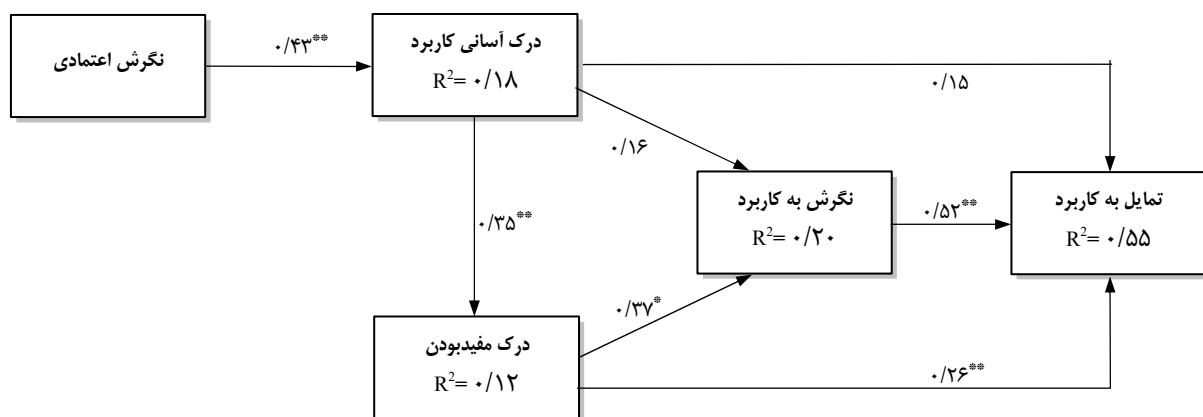 نگرش اعتمادی
۰/۴۳**
درک آسانی کاربرد
R²= ۰/۱۸
۰/۱۵
۰/۱۶
۰/۳۵**
نگرش به کاربرد
R²= ۰/۲۰
۰/۵۲**
تمایل به کاربرد
R²= ۰/۵۵
۰/۳۷*
درک مفیدبودن
R²= ۰/۱۲
۰/۲۶**